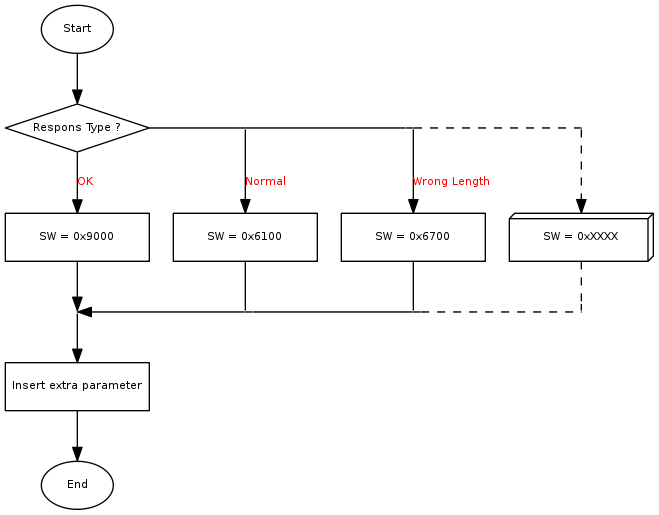 Start
Respons Type ?
OK
Normal
Wrong Length
SW = 0x9000
SW = 0x6100
SW = 0x6700
SW = 0xXXXX
Insert extra parameter
End